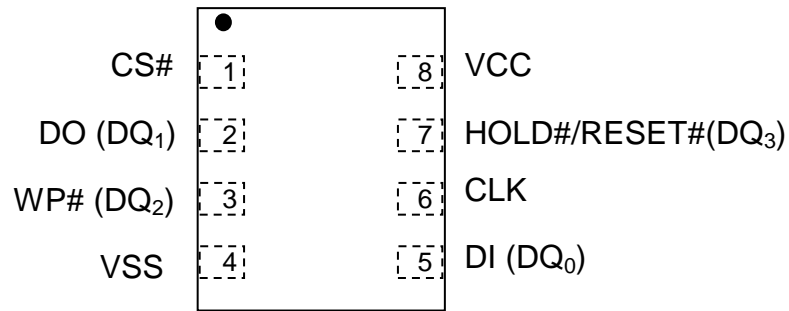 CS# 1 8 VCC
DO (DQ₁) 2 7 HOLD#/RESET#(DQ₃)
WP# (DQ₂) 3 6 CLK
VSS 4 5 DI (DQ₀)